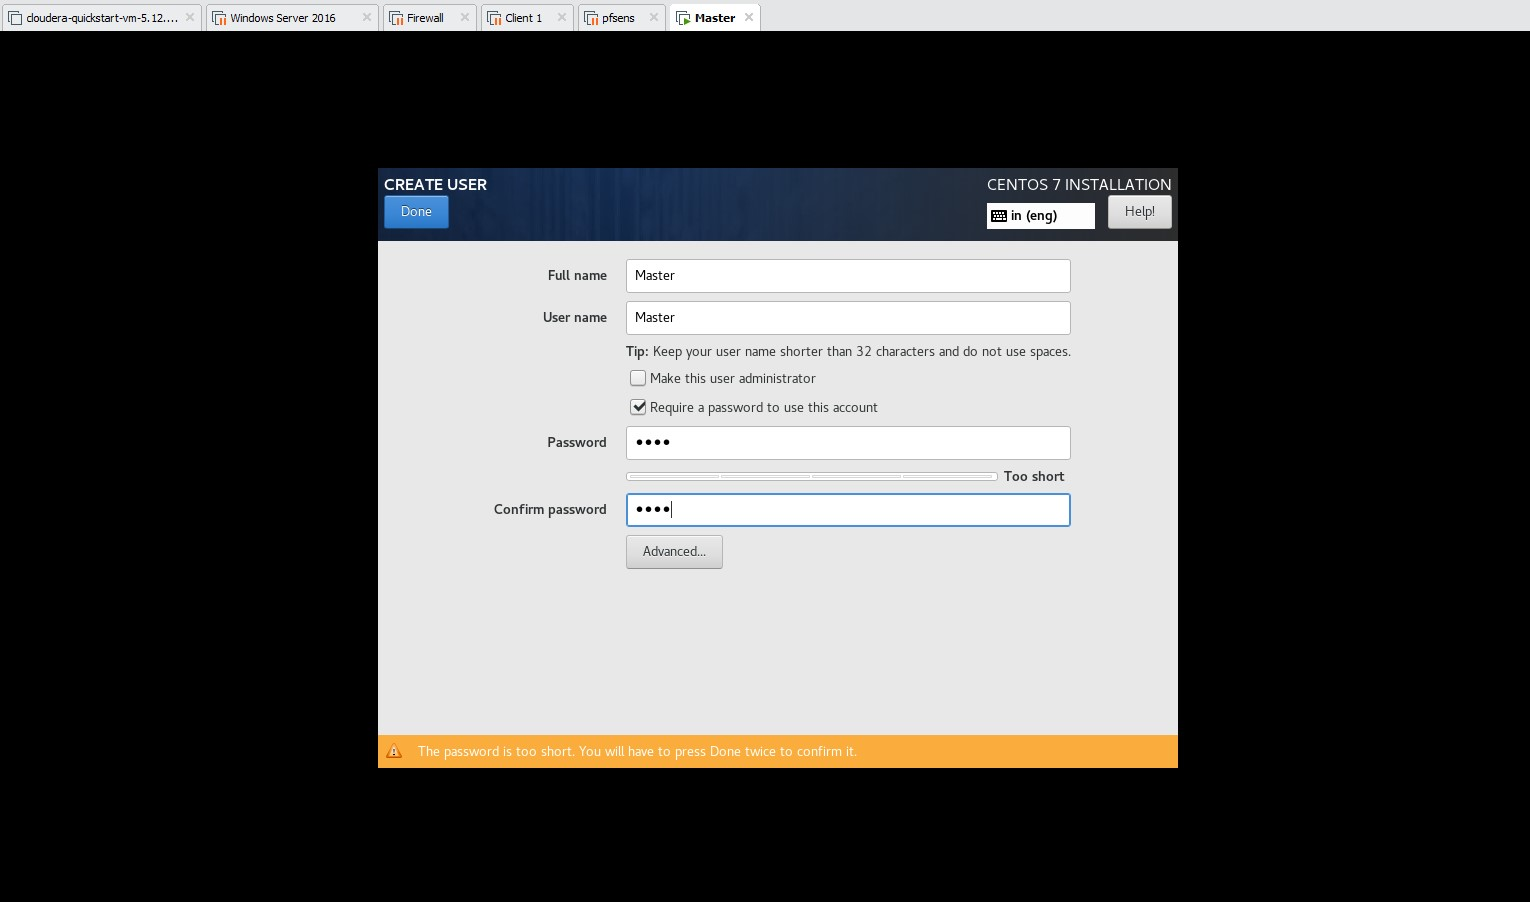 cloudera-quickstart-vm-5.12....
Windows Server 2016
Firewall
Client 1
pfsens
Master
CREATE USER
CENTOS 7 INSTALLATION
Done
in (eng)
Help!
Full name
Master
User name
Master
Tip: Keep your user name shorter than 32 characters and do not use spaces.
Make this user administrator
Require a password to use this account
Password
••••
Too short
Confirm password
••••
Advanced...
The password is too short. You will have to press Done twice to confirm it.